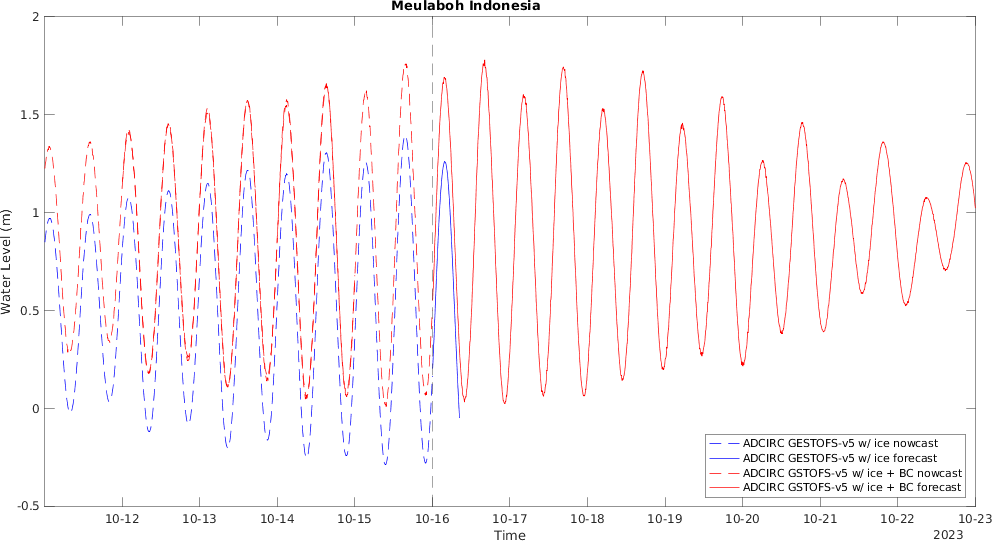 Meulaboh Indonesia
2
1.5
1
0.5
0
-0.5
Water Level (m)
ADCIRC GESTOFS-v5 w/ ice nowcast
ADCIRC GESTOFS-v5 w/ ice forecast
ADCIRC GSTOFS-v5 w/ ice + BC nowcast
ADCIRC GSTOFS-v5 w/ ice + BC forecast
10-12 10-13 10-14 10-15 10-16 10-17 10-18 10-19 10-20 10-21 10-22 10-23
Time
2023